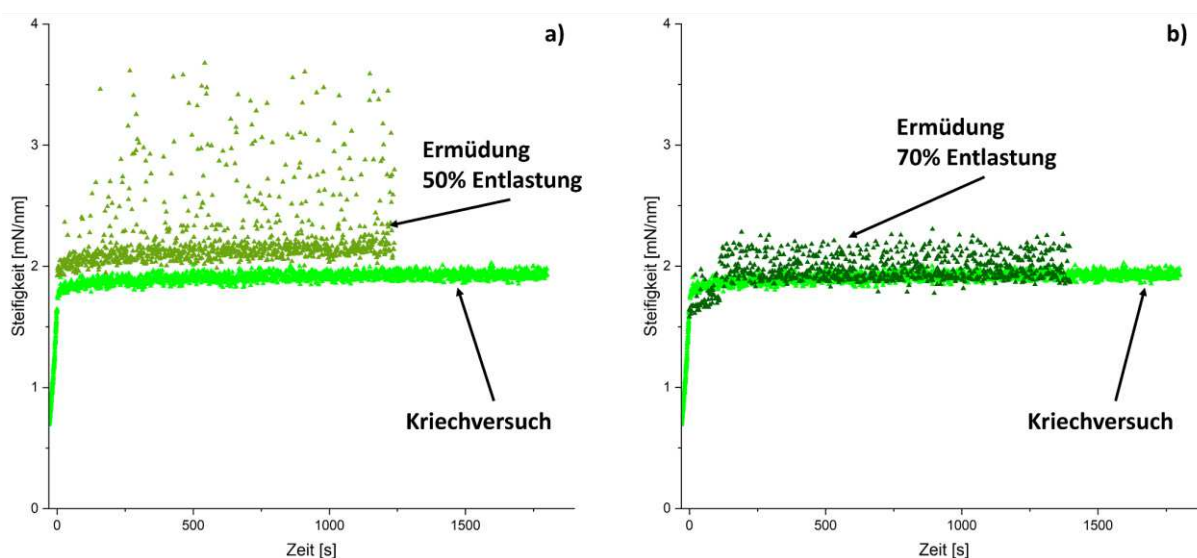 a)
4
3
2
1
0
Steifigkeit [mN/nm]
Ermüdung
50% Entlastung
Kriechversuch
0
500
1000
1500
Zeit [s]
b)
4
3
2
1
0
Steifigkeit [mN/nm]
Ermüdung
70% Entlastung
Kriechversuch
0
500
1000
1500
Zeit [s]